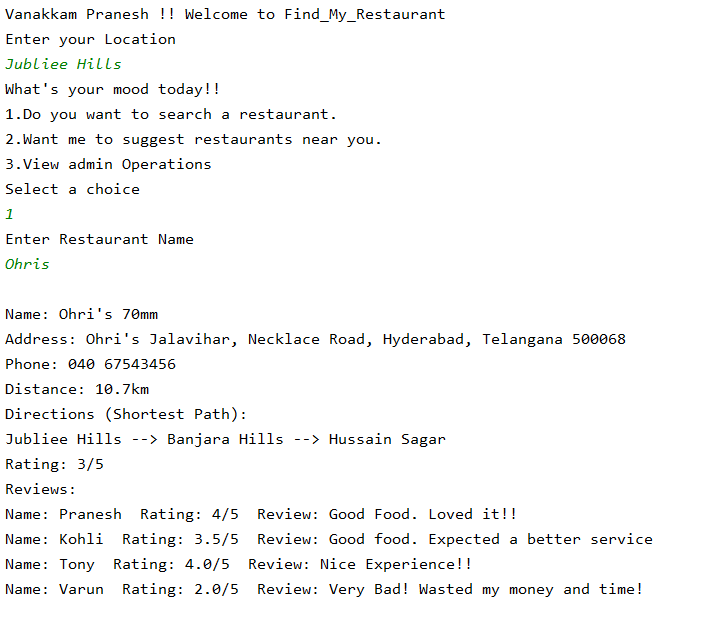 Vanakkam Pranesh !! Welcome to Find_My_Restaurant
Enter your Location
Jubliee Hills
What's your mood today!!
1.Do you want to search a restaurant.
2.Want me to suggest restaurants near you.
3.View admin Operations
Select a choice
1
Enter Restaurant Name
Ohris
Name: Ohri's 70mm
Address: Ohri's Jalavihar, Necklace Road, Hyderabad, Telangana 500068
Phone: 040 67543456
Distance: 10.7km
Directions (Shortest Path):
Jubliee Hills --> Banjara Hills --> Hussain Sagar
Rating: 3/5
Reviews:
Name: Pranesh  Rating: 4/5  Review: Good Food. Loved it!!
Name: Kohli  Rating: 3.5/5  Review: Good food. Expected a better service
Name: Tony  Rating: 4.0/5  Review: Nice Experience!!
Name: Varun  Rating: 2.0/5  Review: Very Bad! Wasted my money and time!